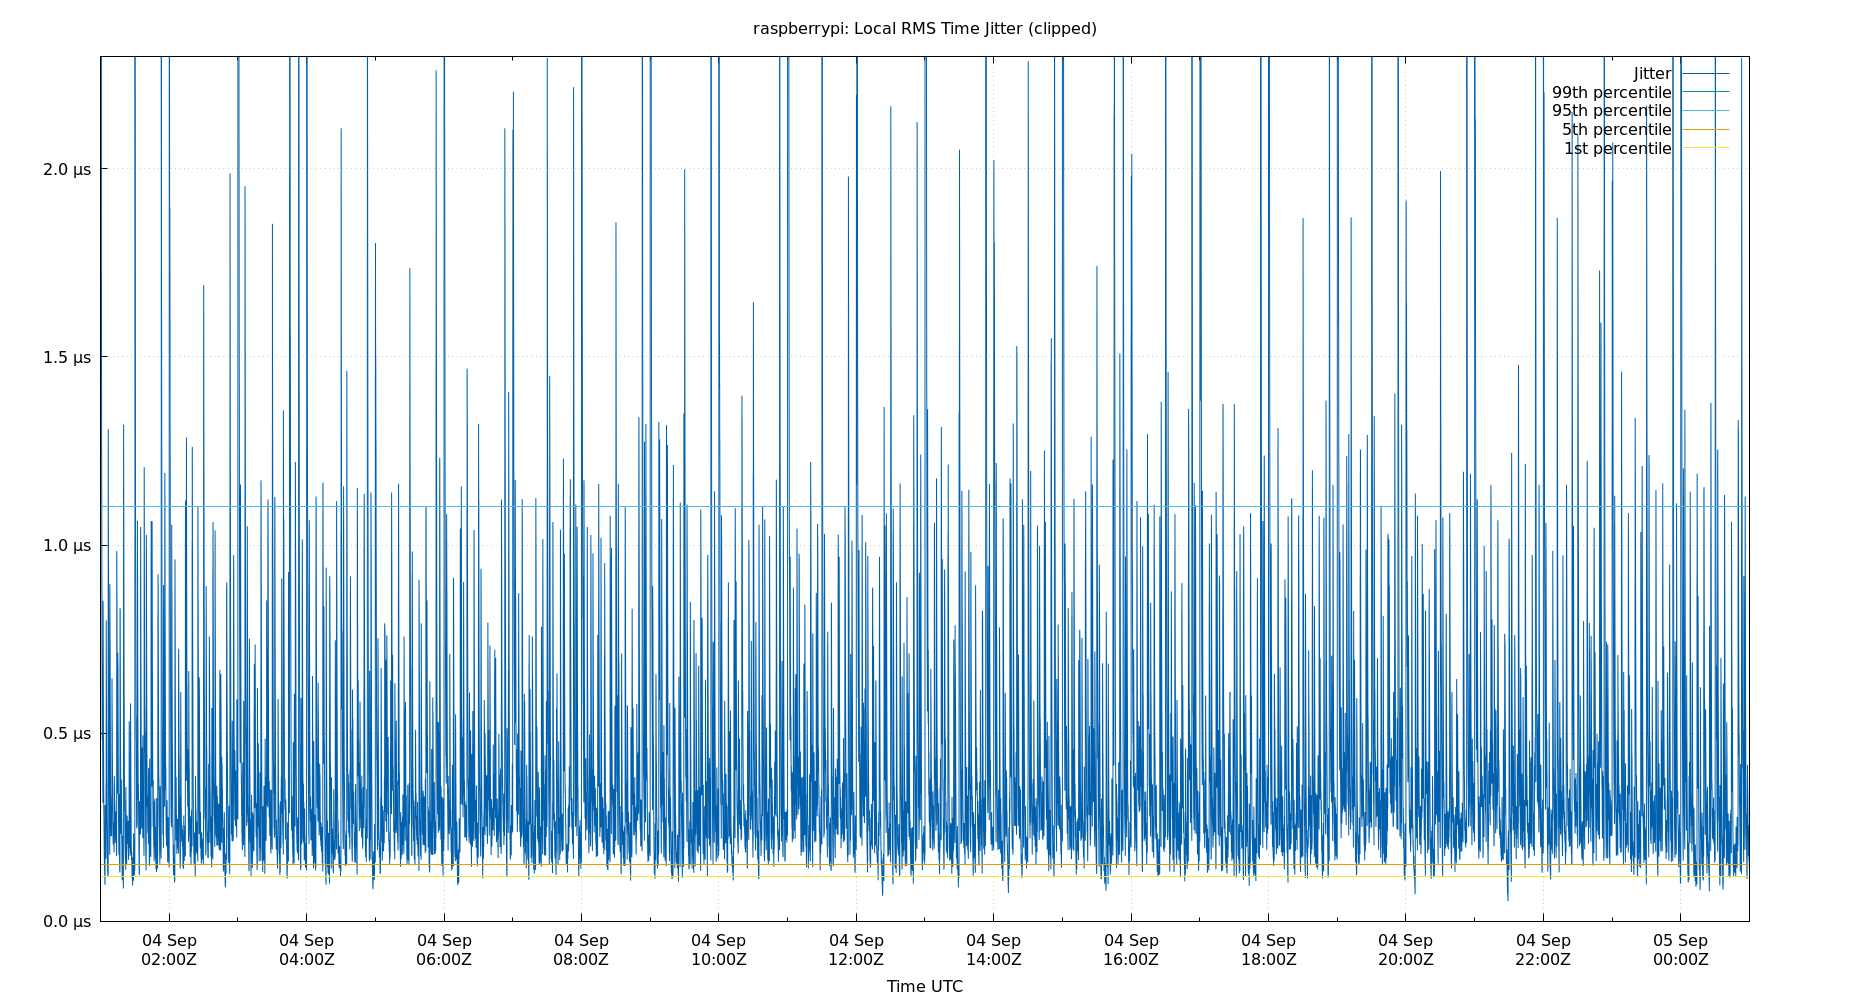 raspberrypi: Local RMS Time Jitter (clipped)
Jitter
99th percentile
95th percentile
5th percentile
1st percentile
2.0 µs
1.5 µs
1.0 µs
0.5 µs
0.0 µs
04 Sep 04 Sep 04 Sep 04 Sep 04 Sep 04 Sep 04 Sep 04 Sep 04 Sep 04 Sep 04 Sep 05 Sep
02:00Z 04:00Z 06:00Z 08:00Z 10:00Z 12:00Z 14:00Z 16:00Z 18:00Z 20:00Z 22:00Z 00:00Z
Time UTC